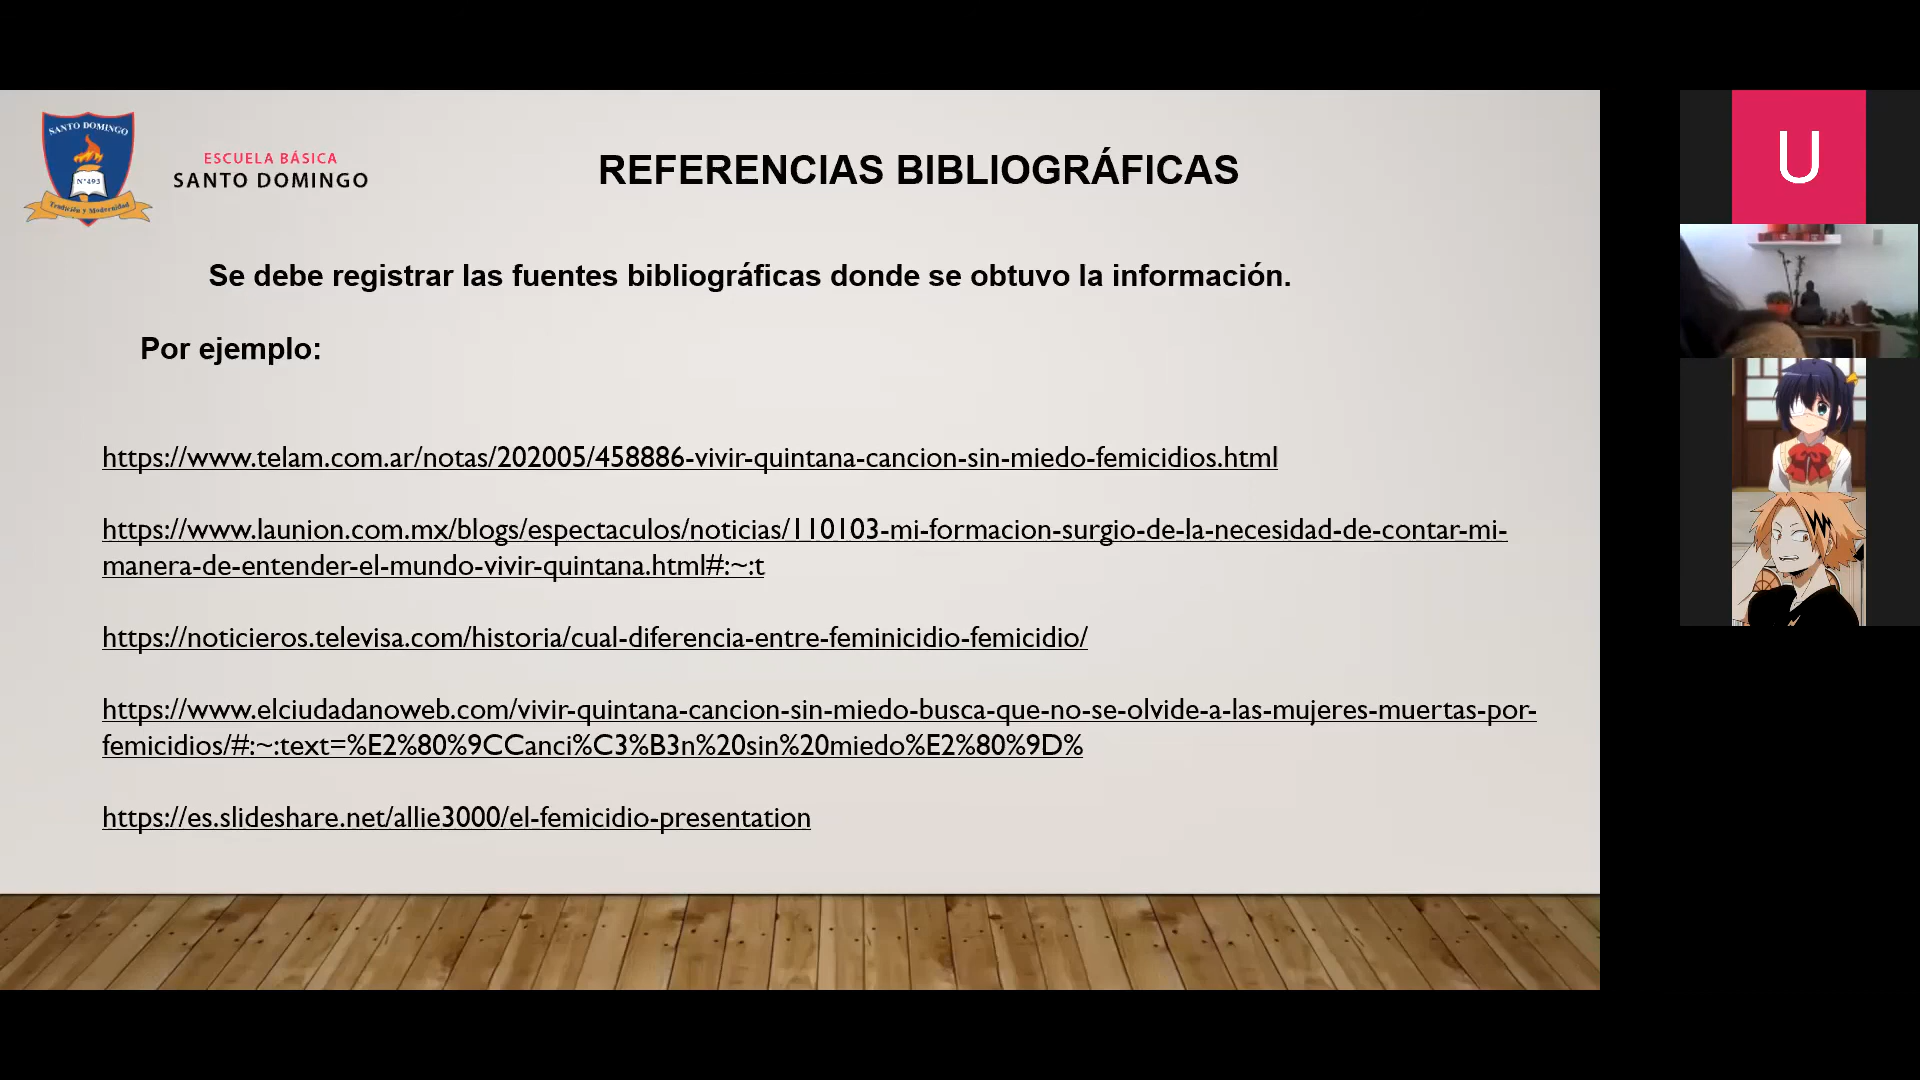 SANTO DOMINGO
N°493
Tradición y Modernidad
ESCUELA BÁSICA
SANTO DOMINGO
REFERENCIAS BIBLIOGRÁFICAS
Se debe registrar las fuentes bibliográficas donde se obtuvo la información.
Por ejemplo:
https://www.telam.com.ar/notas/202005/458886-vivir-quintana-cancion-sin-miedo-femicidios.html
https://www.launion.com.mx/blogs/espectaculos/noticias/110103-mi-formacion-surgio-de-la-necesidad-de-contar-mi-
manera-de-entender-el-mundo-vivir-quintana.html#:~:t
https://noticieros.televisa.com/historia/cual-diferencia-entre-feminicidio-femicidio/
https://www.elciudadanoweb.com/vivir-quintana-cancion-sin-miedo-busca-que-no-se-olvide-a-las-mujeres-muertas-por-
femicidios/#:~:text=%E2%80%9CCanci%C3%B3n%20sin%20miedo%E2%80%9D%
https://es.slideshare.net/allie3000/el-femicidio-presentation
U